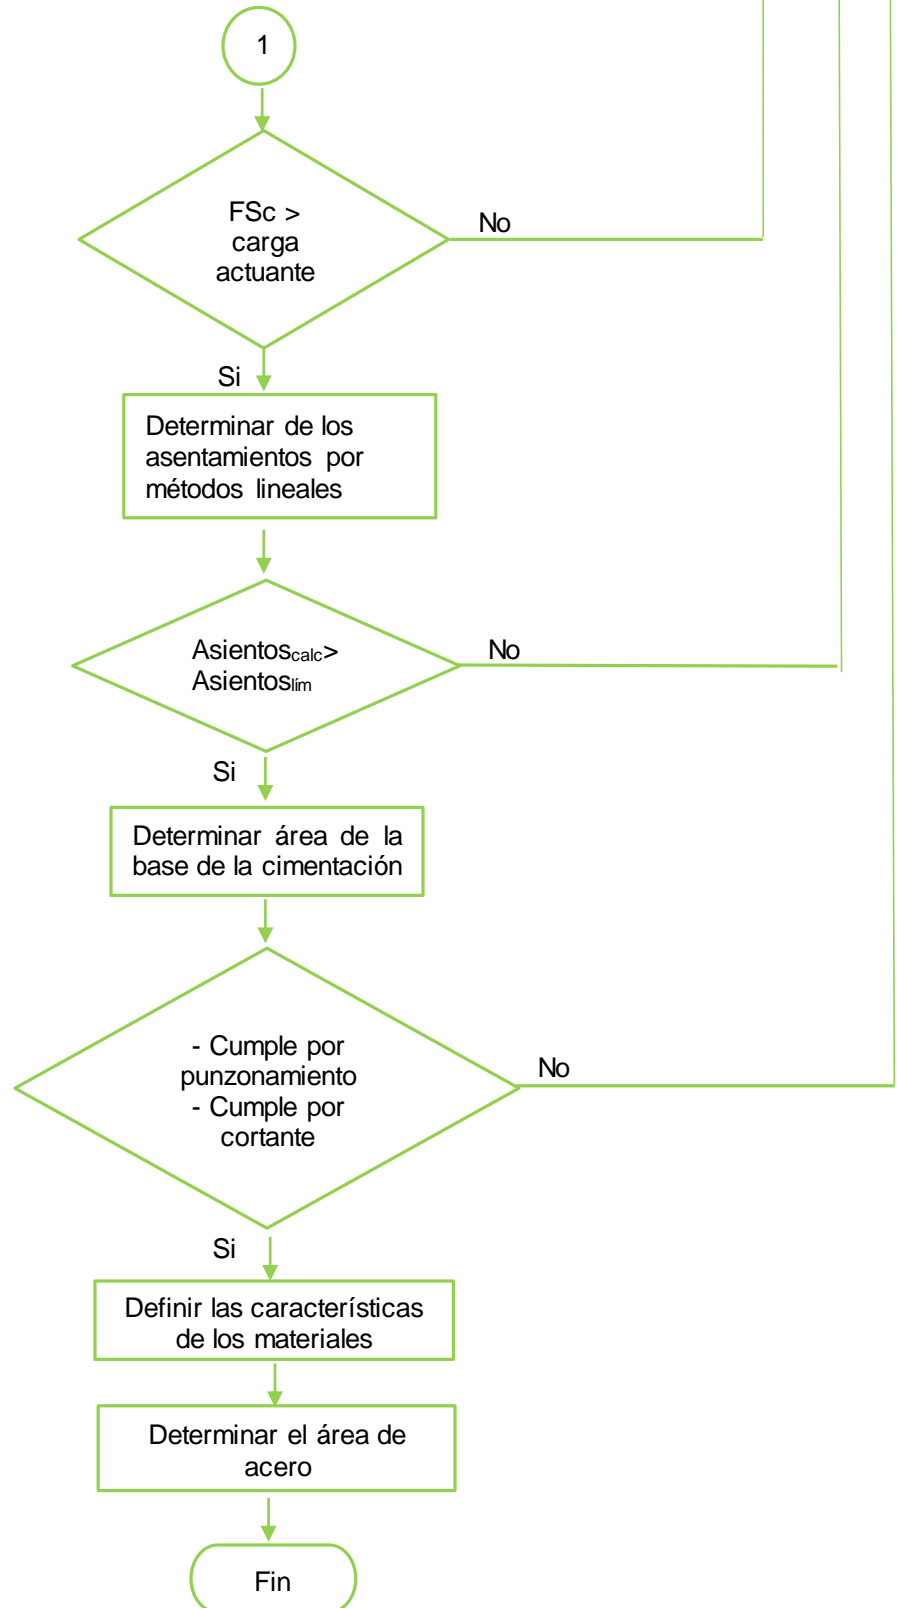 1
FSc >
carga
actuante
No
Si
Determinar de los
asentamientos por
métodos lineales
Asientoscalc>
Asientoslím
No
Si
Determinar área de la
base de la cimentación
- Cumple por
punzonamiento
- Cumple por
cortante
No
Si
Definir las características
de los materiales
Determinar el área de
acero
Fin